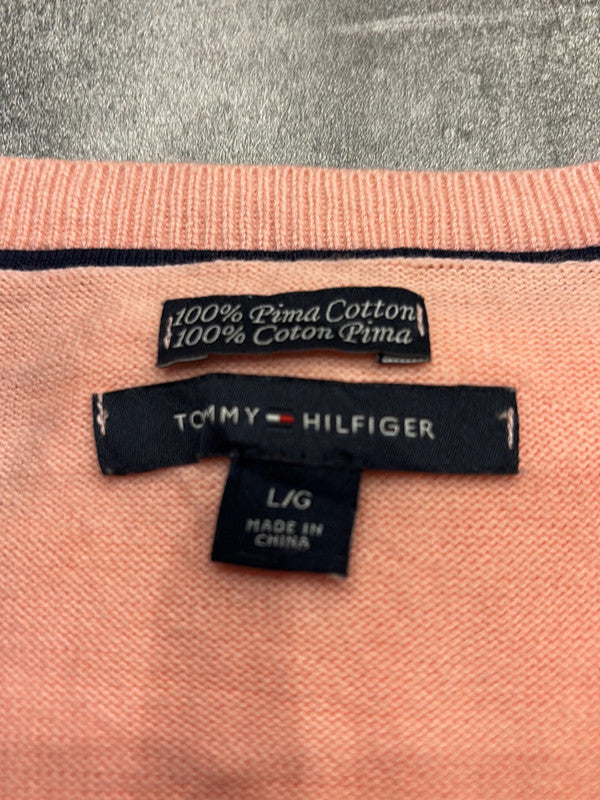 100% Pima Cotton
100% Coton Pima
TOMMY HILFIGER
L/G
MADE IN
CHINA